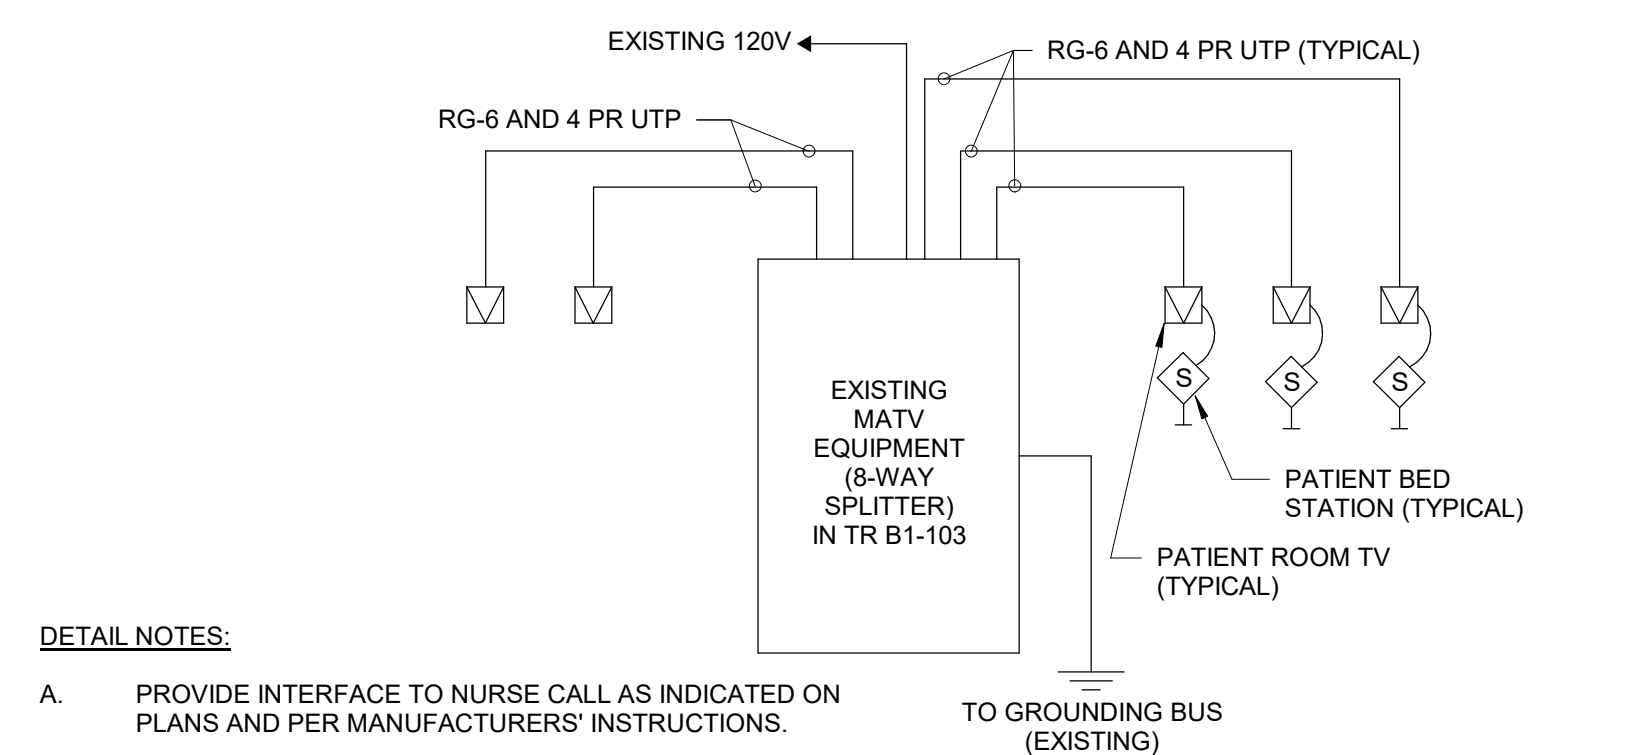 EXISTING 120V
RG-6 AND 4 PR UTP (TYPICAL)
RG-6 AND 4 PR UTP
EXISTING
MATV
EQUIPMENT
(8-WAY
SPLITTER)
IN TR B1-103
S
S
S
PATIENT BED
STATION (TYPICAL)
PATIENT ROOM TV
(TYPICAL)
DETAIL NOTES:
A. PROVIDE INTERFACE TO NURSE CALL AS INDICATED ON
PLANS AND PER MANUFACTURERS' INSTRUCTIONS.
TO GROUNDING BUS
(EXISTING)